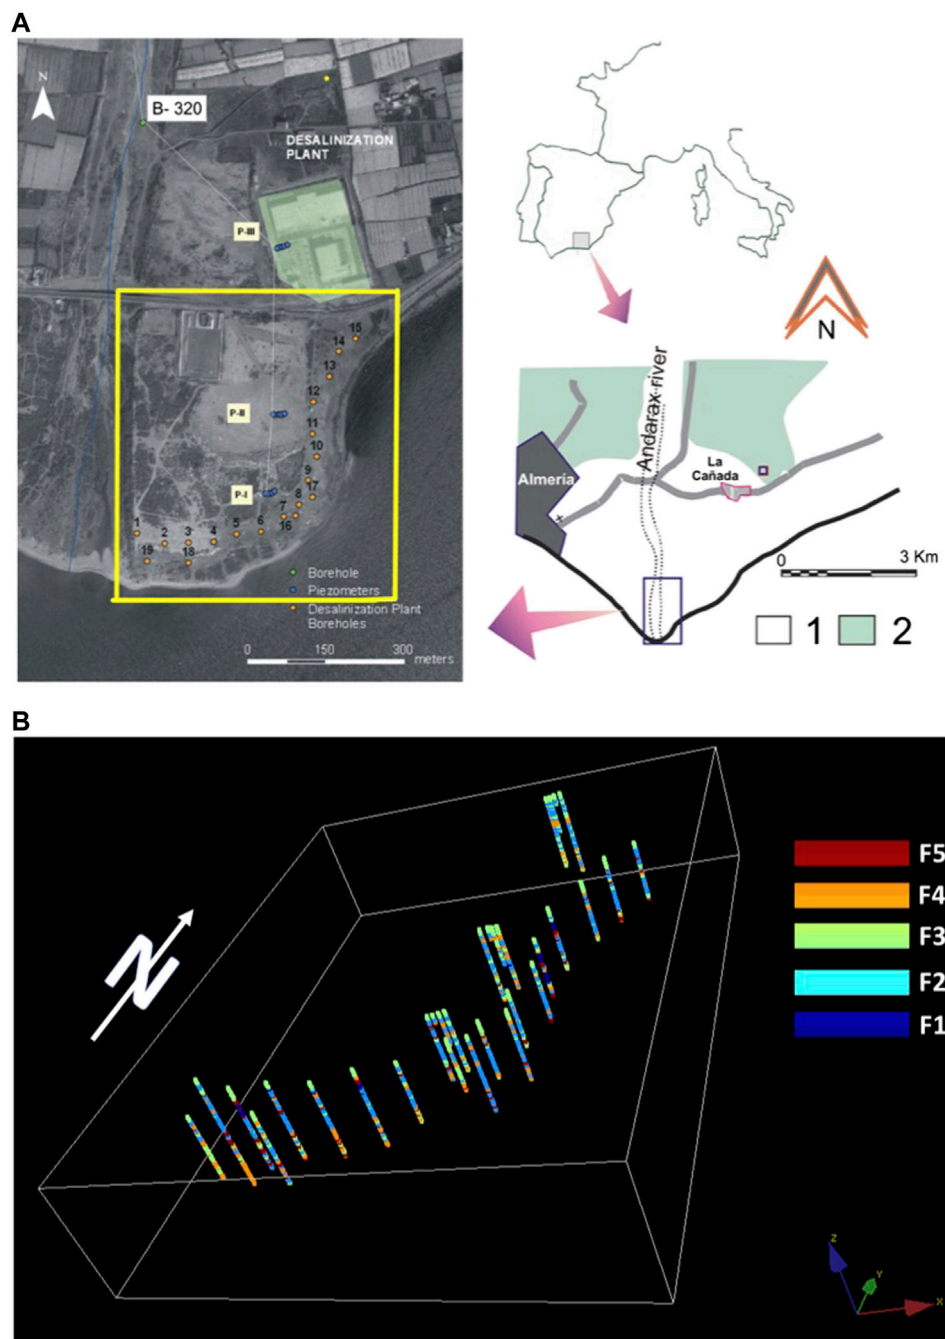 A
N
B- 320
DESALINIZATION
PLANT
P-III
15
14
13
12
P-II
11
10
9
P-I
17
8
7
1
2
3
4
5
6
16
19
18
Borehole
Piezometers
Desalinization Plant
Boreholes
0 150 300
meters
N
Andarax river
Almería
La
Cañada
0 3 Km
1 2
B
N
F5
F4
F3
F2
F1
Z
Y
X